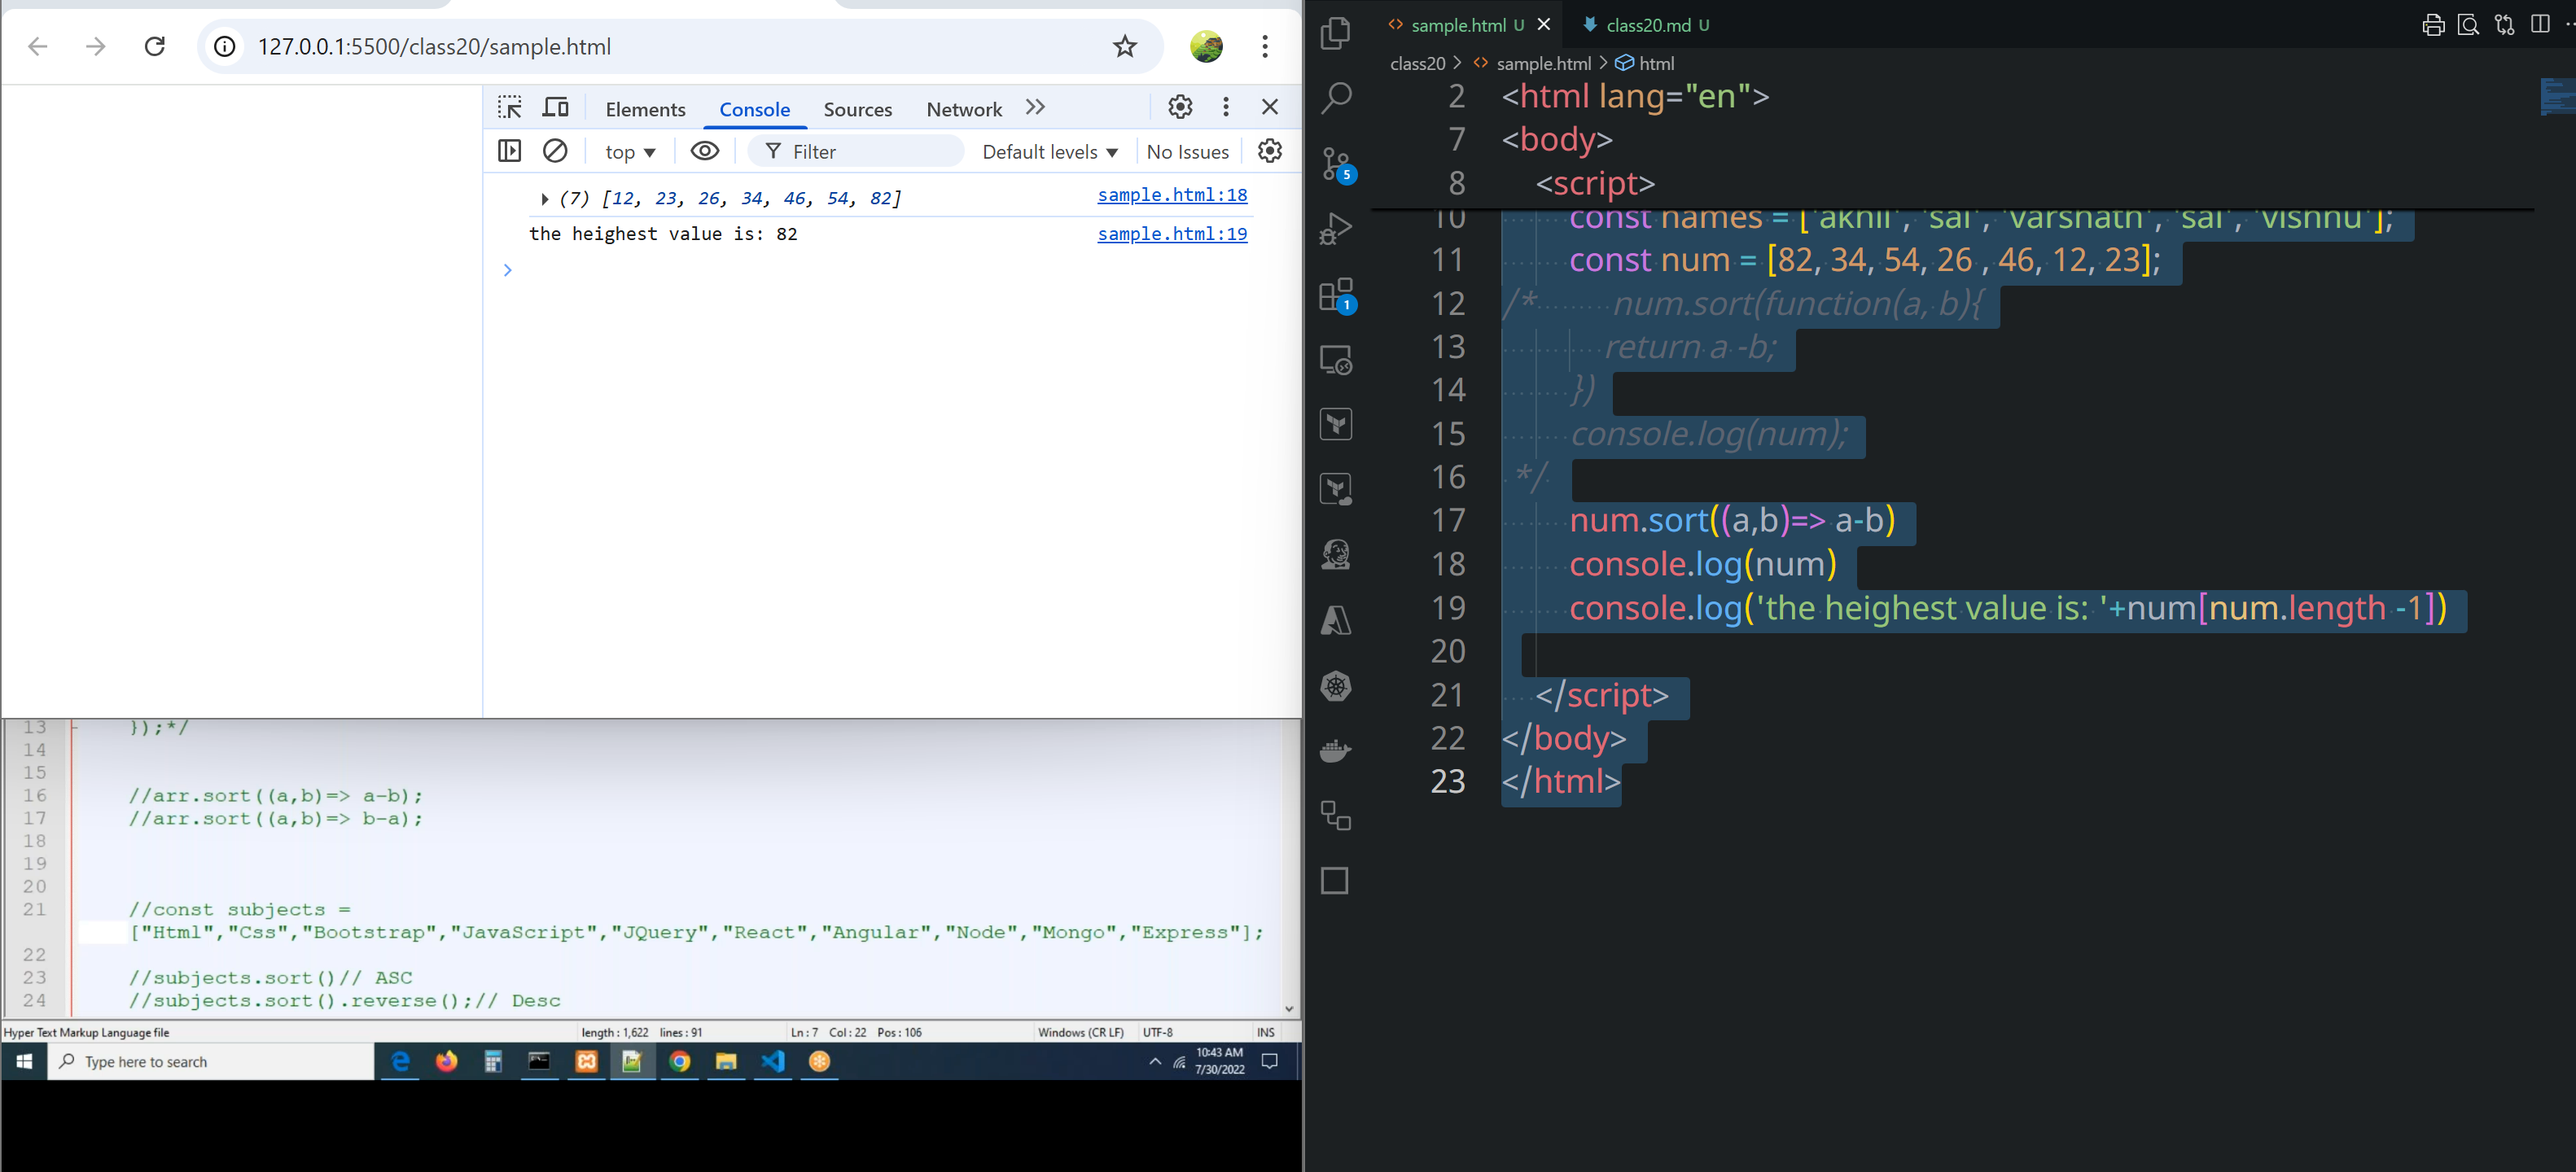 127.0.0.1:5500/class20/sample.html
Elements Console Sources Network
top Filter Default levels No Issues
(7) [12, 23, 26, 34, 46, 54, 82] sample.html:18
the heighest value is: 82 sample.html:19
13 });*/
14
15
16 //arr.sort((a,b)=> a-b);
17 //arr.sort((a,b)=> b-a);
18
19
20
21 //const subjects =
["Html","Css","Bootstrap","JavaScript","JQuery","React","Angular","Node","Mongo","Express"];
22
23 //subjects.sort()// ASC
24 //subjects.sort().reverse();// Desc
Hyper Text Markup Language file length : 1,622 lines : 91 Ln : 7 Col : 22 Pos : 106 Windows (CR LF) UTF-8 INS
Type here to search
10:43 AM
7/30/2022
sample.html U class20.md U
class20 > sample.html > html
5
1
2 <html lang="en">
7 <body>
8 <script>
10 const names = ['akhil', 'sai', 'varshath', 'sai', 'vishnu'];
11 const num = [82, 34, 54, 26 , 46, 12, 23];
12 /* num.sort(function(a, b){
13 return a -b;
14 })
15 console.log(num);
16 */
17 num.sort((a,b)=> a-b)
18 console.log(num)
19 console.log('the heighest value is: '+num[num.length -1])
20
21 </script>
22 </body>
23 </html>